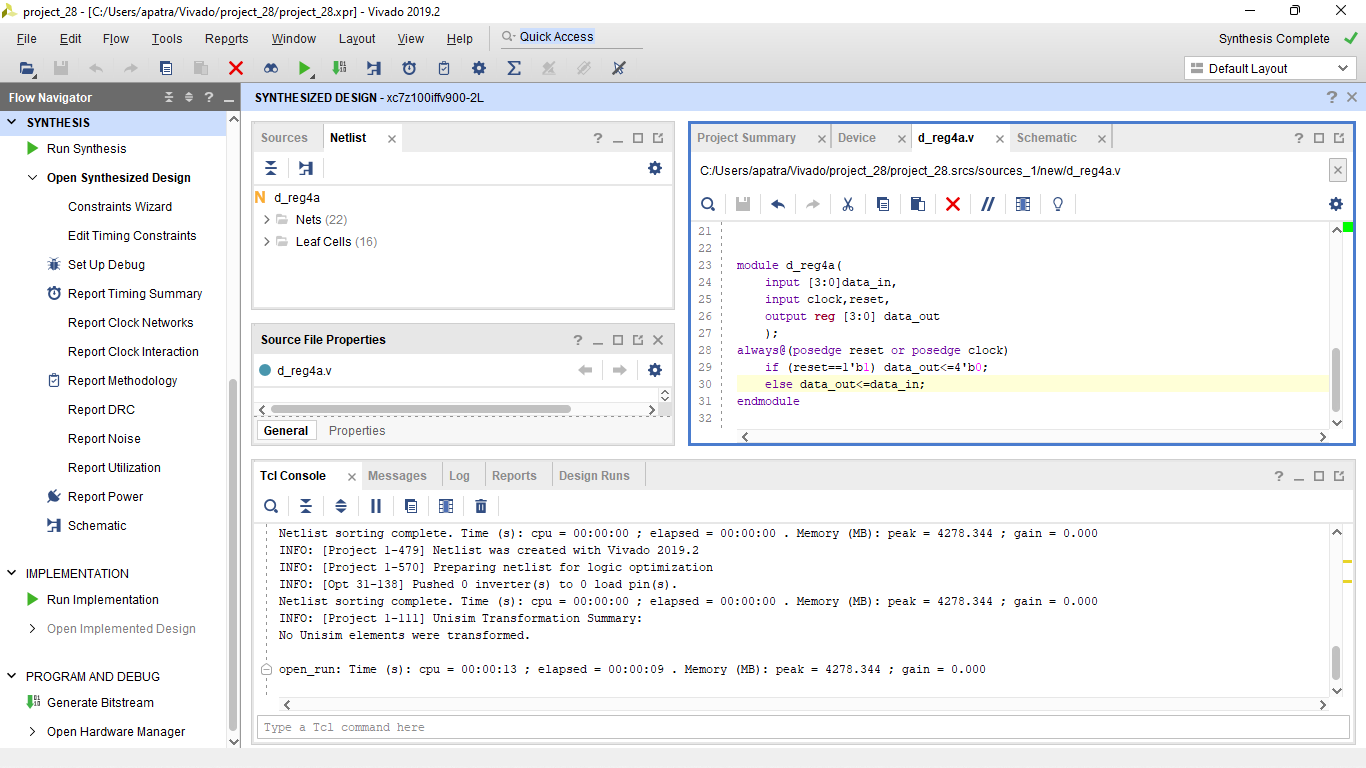 project_28 - [C:/Users/apatra/Vivado/project_28/project_28.xpr] - Vivado 2019.2
File Edit Flow Tools Reports Window Layout View Help Quick Access Synthesis Complete
Default Layout
Flow Navigator
SYNTHESIS
Run Synthesis
Open Synthesized Design
Constraints Wizard
Edit Timing Constraints
Set Up Debug
Report Timing Summary
Report Clock Networks
Report Clock Interaction
Report Methodology
Report DRC
Report Noise
Report Utilization
Report Power
Schematic
IMPLEMENTATION
Run Implementation
Open Implemented Design
PROGRAM AND DEBUG
Generate Bitstream
Open Hardware Manager
SYNTHESIZED DESIGN - xc7z100iffv900-2L
Sources Netlist
N d_reg4a
Nets (22)
Leaf Cells (16)
Source File Properties
d_reg4a.v
General Properties
Project Summary Device d_reg4a.v Schematic
C:/Users/apatra/Vivado/project_28/project_28.srcs/sources_1/new/d_reg4a.v
21
22
23 module d_reg4a(
24 input [3:0]data_in,
25 input clock,reset,
26 output reg [3:0] data_out
27 );
28 always@(posedge reset or posedge clock)
29 if (reset==1'b1) data_out<=4'b0;
30 else data_out<=data_in;
31 endmodule
32
Tcl Console Messages Log Reports Design Runs
Netlist sorting complete. Time (s): cpu = 00:00:00 ; elapsed = 00:00:00 . Memory (MB): peak = 4278.344 ; gain = 0.000
INFO: [Project 1-479] Netlist was created with Vivado 2019.2
INFO: [Project 1-570] Preparing netlist for logic optimization
INFO: [Opt 31-138] Pushed 0 inverter(s) to 0 load pin(s).
Netlist sorting complete. Time (s): cpu = 00:00:00 ; elapsed = 00:00:00 . Memory (MB): peak = 4278.344 ; gain = 0.000
INFO: [Project 1-111] Unisim Transformation Summary:
No Unisim elements were transformed.
open_run: Time (s): cpu = 00:00:13 ; elapsed = 00:00:09 . Memory (MB): peak = 4278.344 ; gain = 0.000
Type a Tcl command here